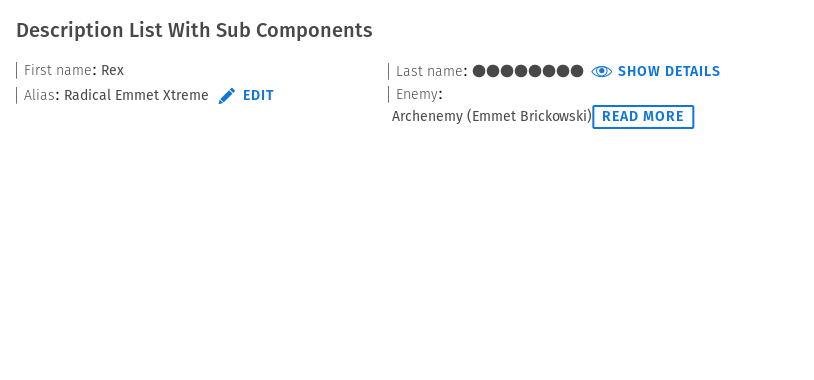 Description List With Sub Components
First name: Rex
Last name: ●●●●●●●● SHOW DETAILS
Alias: Radical Emmet Xtreme EDIT
Enemy:
Archenemy (Emmet Brickowski) READ MORE